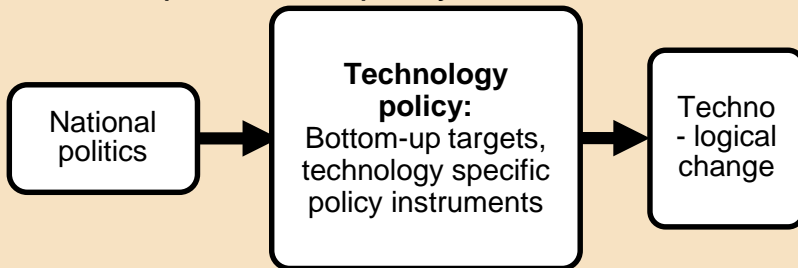 National
politics
Technology
policy:
Bottom-up targets,
technology specific
policy instruments
Techno
- logical
change